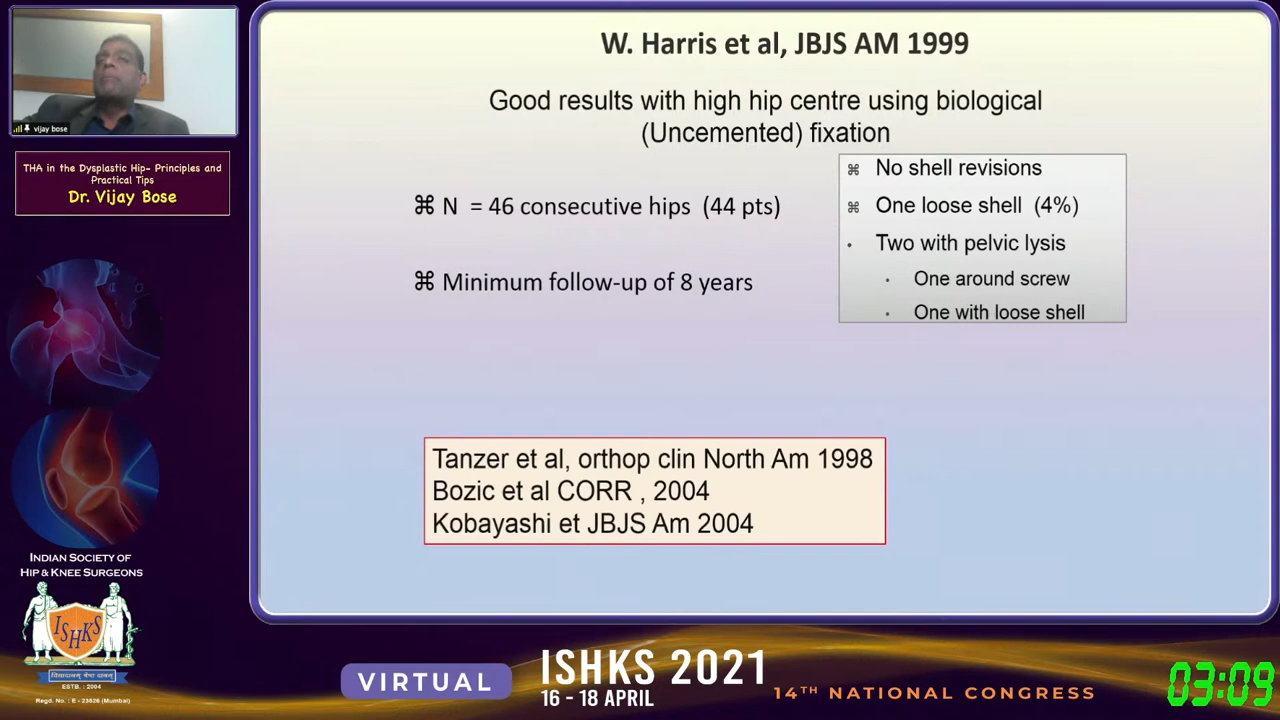 vijay bose
THA in the Dysplastic Hip- Principles and
Practical Tips
Dr. Vijay Bose
INDIAN SOCIETY OF
HIP & KNEE SURGEONS
ISHKS
ESTB. : 2004
Regd. No. : E - 23526 (Mumbai)
W. Harris et al, JBJS AM 1999
Good results with high hip centre using biological
(Uncemented) fixation
⌘ N = 46 consecutive hips (44 pts)
⌘ Minimum follow-up of 8 years
⌘ No shell revisions
⌘ One loose shell (4%)
• Two with pelvic lysis
• One around screw
• One with loose shell
Tanzer et al, orthop clin North Am 1998
Bozic et al CORR , 2004
Kobayashi et JBJS Am 2004
VIRTUAL
ISHKS 2021
16 - 18 APRIL
14TH NATIONAL CONGRESS
03:09